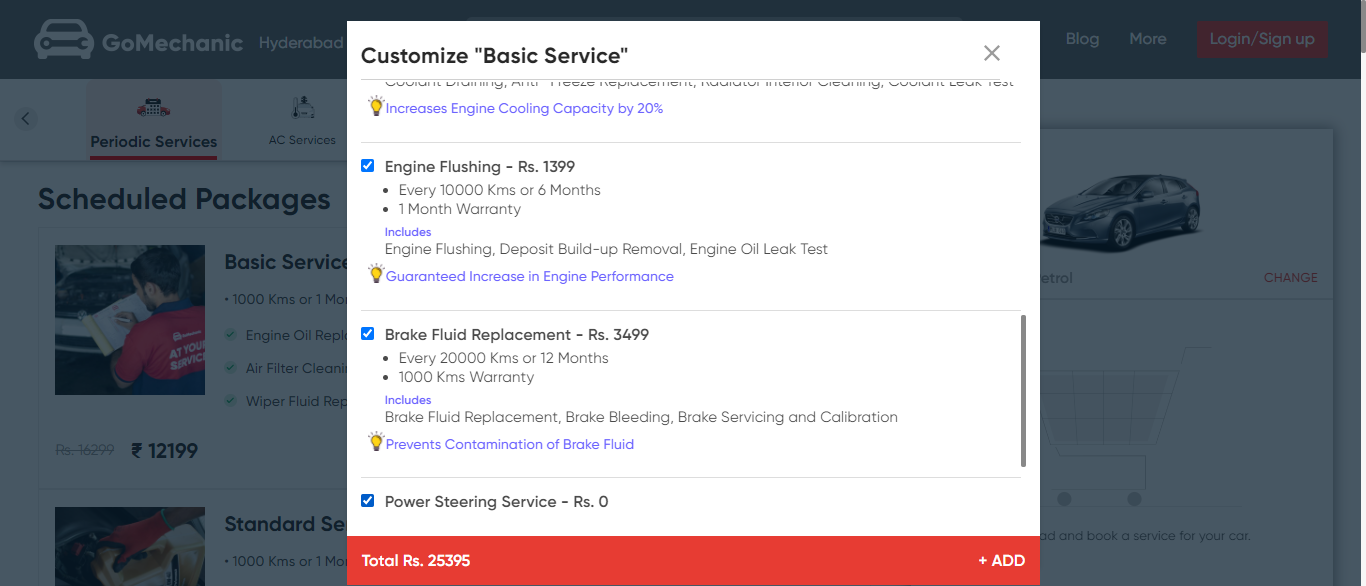 GoMechanic
Hyderabad
Blog
More
Login/Sign up
Customize "Basic Service"
Periodic Services
AC Services
Coolant Draining, Anti - Freeze Replacement, Radiator Interior Cleaning, Coolant Leak Test
Increases Engine Cooling Capacity by 20%
Engine Flushing - Rs. 1399
Every 10000 Kms or 6 Months
1 Month Warranty
Includes
Engine Flushing, Deposit Build-up Removal, Engine Oil Leak Test
Guaranteed Increase in Engine Performance
Brake Fluid Replacement - Rs. 3499
Every 20000 Kms or 12 Months
1000 Kms Warranty
Includes
Brake Fluid Replacement, Brake Bleeding, Brake Servicing and Calibration
Prevents Contamination of Brake Fluid
Power Steering Service - Rs. 0
Total Rs. 25395
+ ADD
Scheduled Packages
Basic Service
• 1000 Kms or 1 Mo
Engine Oil Repl
Air Filter Cleani
Wiper Fluid Rep
AT YOU
SERVIC
Rs. 16299 ₹ 12199
Standard Se
• 1000 Kms or 1 Mo
etrol
CHANGE
ad and book a service for your car.